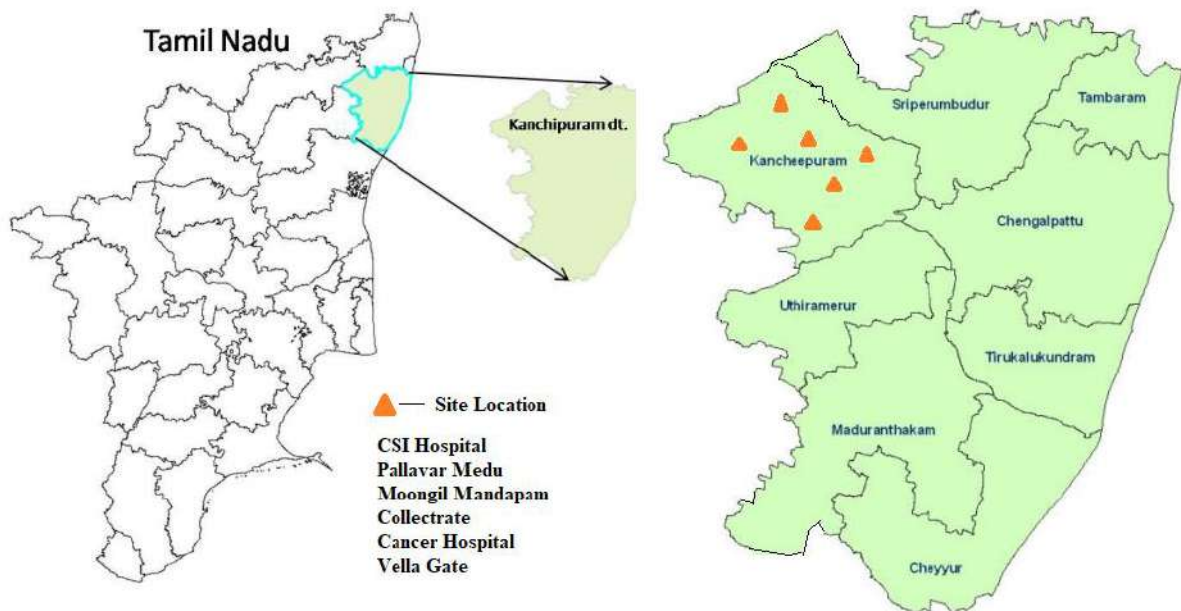 Tamil Nadu
Kanchipuram dt.
Site Location
CSI Hospital
Pallavar Medu
Moongil Mandapam
Collectrate
Cancer Hospital
Vella Gate
Sriperumbudur
Tambaram
Kancheepuram
Chengalpattu
Uthiramerur
Tirukalukundram
Maduranthakam
Cheyyur